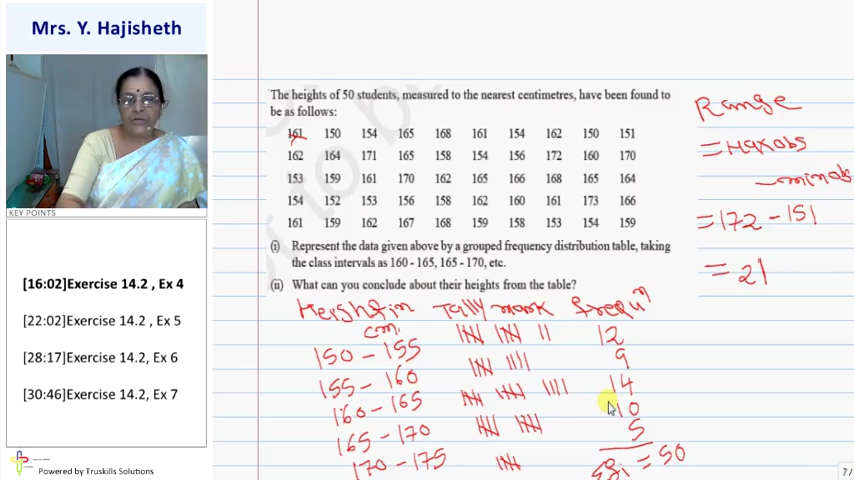 Mrs. Y. Hajisheth
KEY POINTS
[16:02]Exercise 14.2 , Ex 4
[22:02]Exercise 14.2 , Ex 5
[28:17]Exercise 14.2, Ex 6
[30:46]Exercise 14.2, Ex 7
Powered by Truskills Solutions
The heights of 50 students, measured to the nearest centimetres, have been found to
be as follows:
161 150 154 165 168 161 154 162 150 151
162 164 171 165 158 154 156 172 160 170
153 159 161 170 162 165 166 168 165 164
154 152 153 156 158 162 160 161 173 166
161 159 162 167 168 159 158 153 154 159
(i) Represent the data given above by a grouped frequency distribution table, taking
the class intervals as 160 - 165, 165 - 170, etc.
(ii) What can you conclude about their heights from the table?
Height in Tally mark frequn
cm.
150 - 155 12
155 - 160 9
160 - 165 14
165 - 170 10
170 - 175 5
= 50
Range
= Max obs
- min obs
= 172 - 151
= 21
7 /